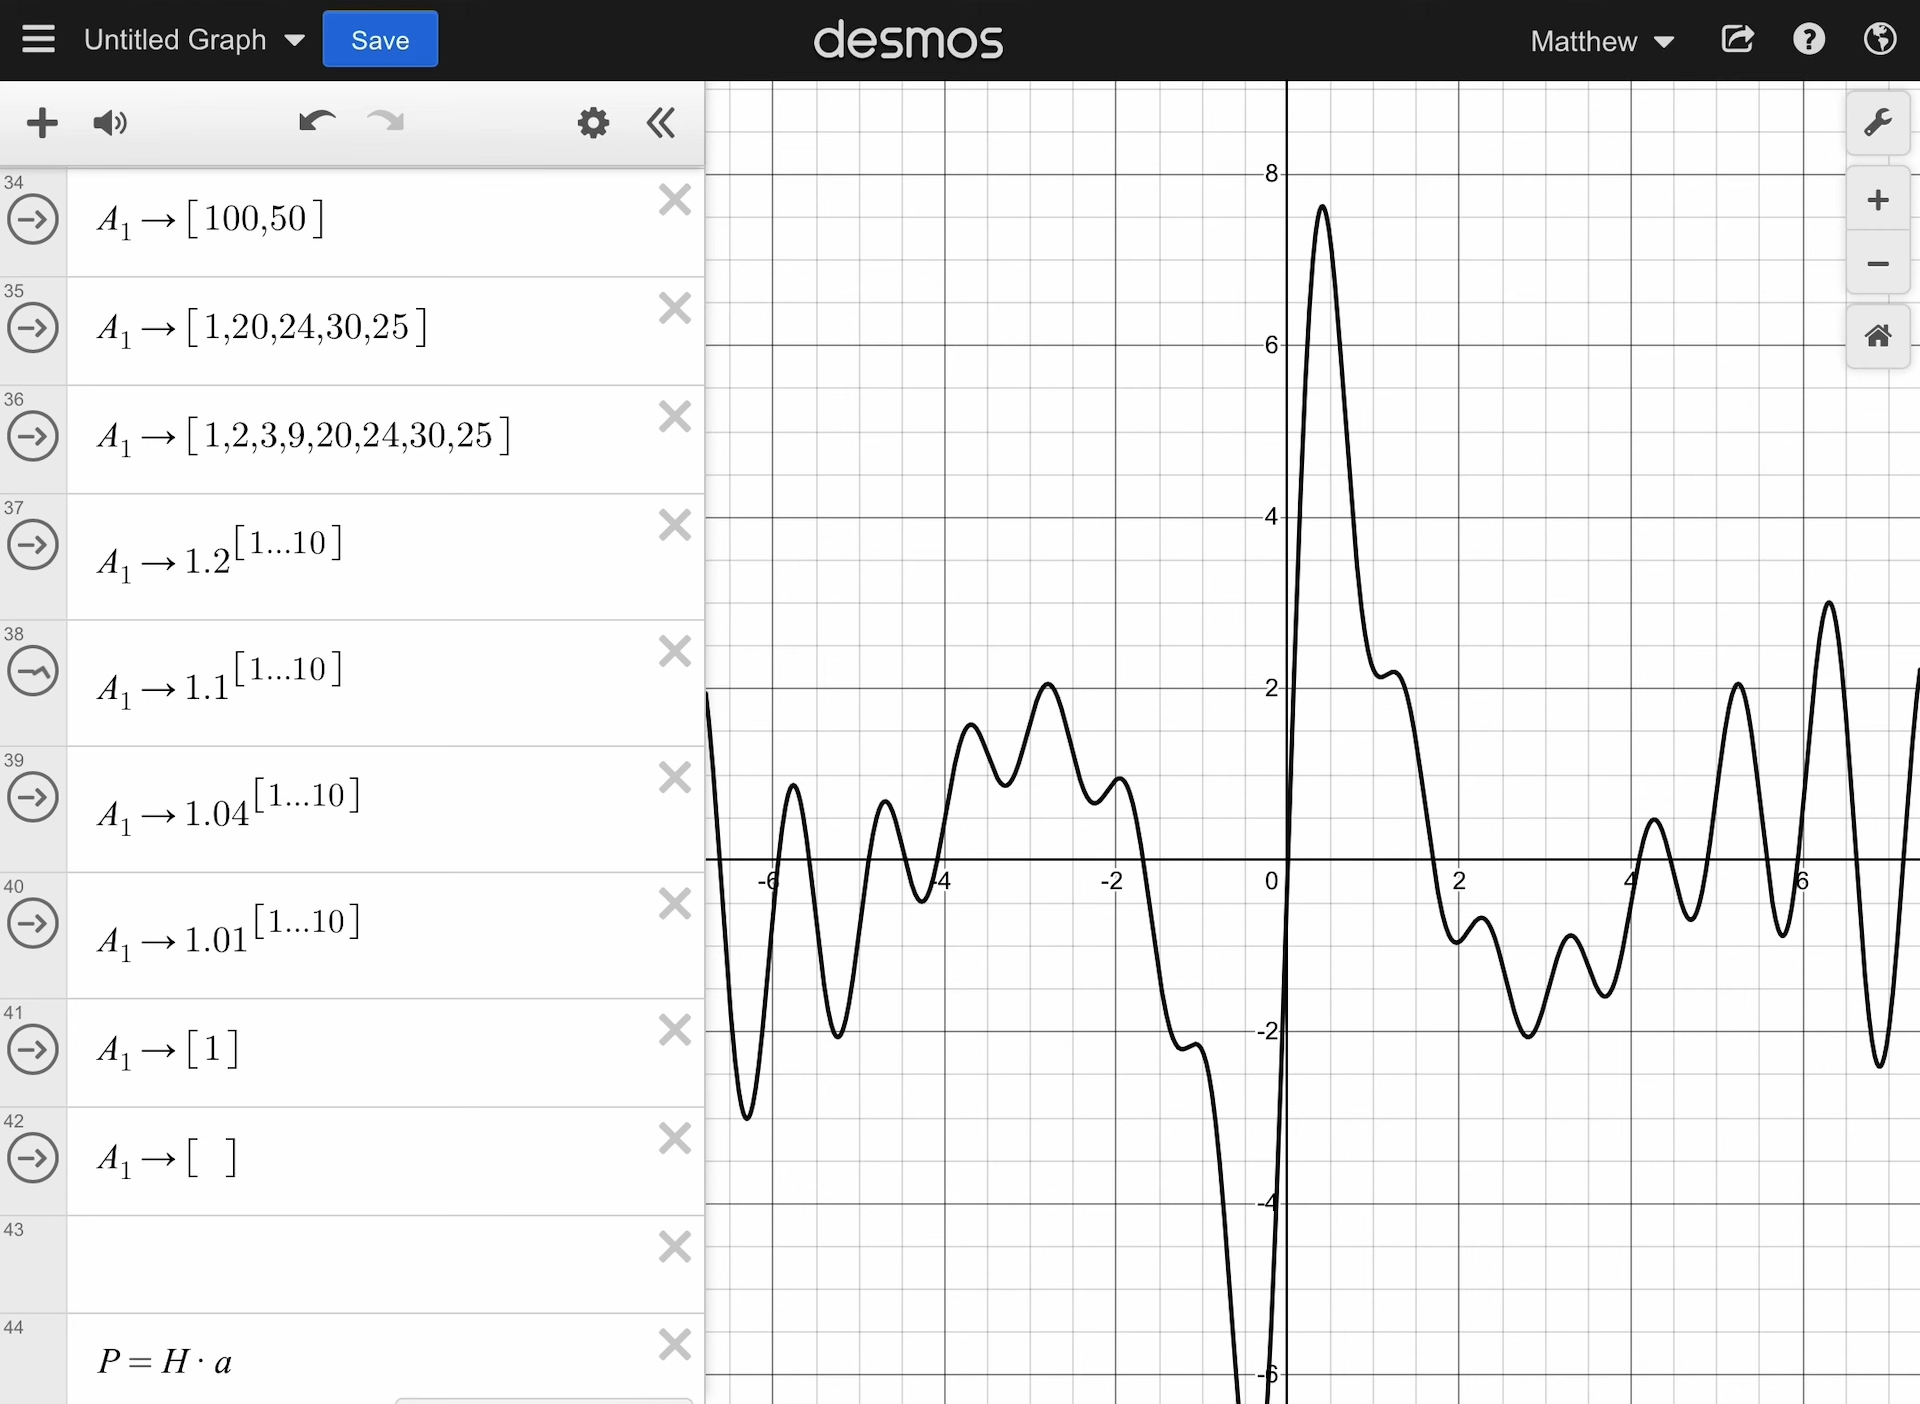 Untitled Graph
Save
desmos
Matthew
34
A₁→[100,50]
35
A₁→[1,20,24,30,25]
36
A₁→[1,2,3,9,20,24,30,25]
37
A₁→1.2^[1...10]
38
A₁→1.1^[1...10]
39
A₁→1.04^[1...10]
40
A₁→1.01^[1...10]
41
A₁→[1]
42
A₁→[ ]
43
44
P=H·a
8
6
4
2
-6
-4
-2
0
2
4
6
-2
-4
-6